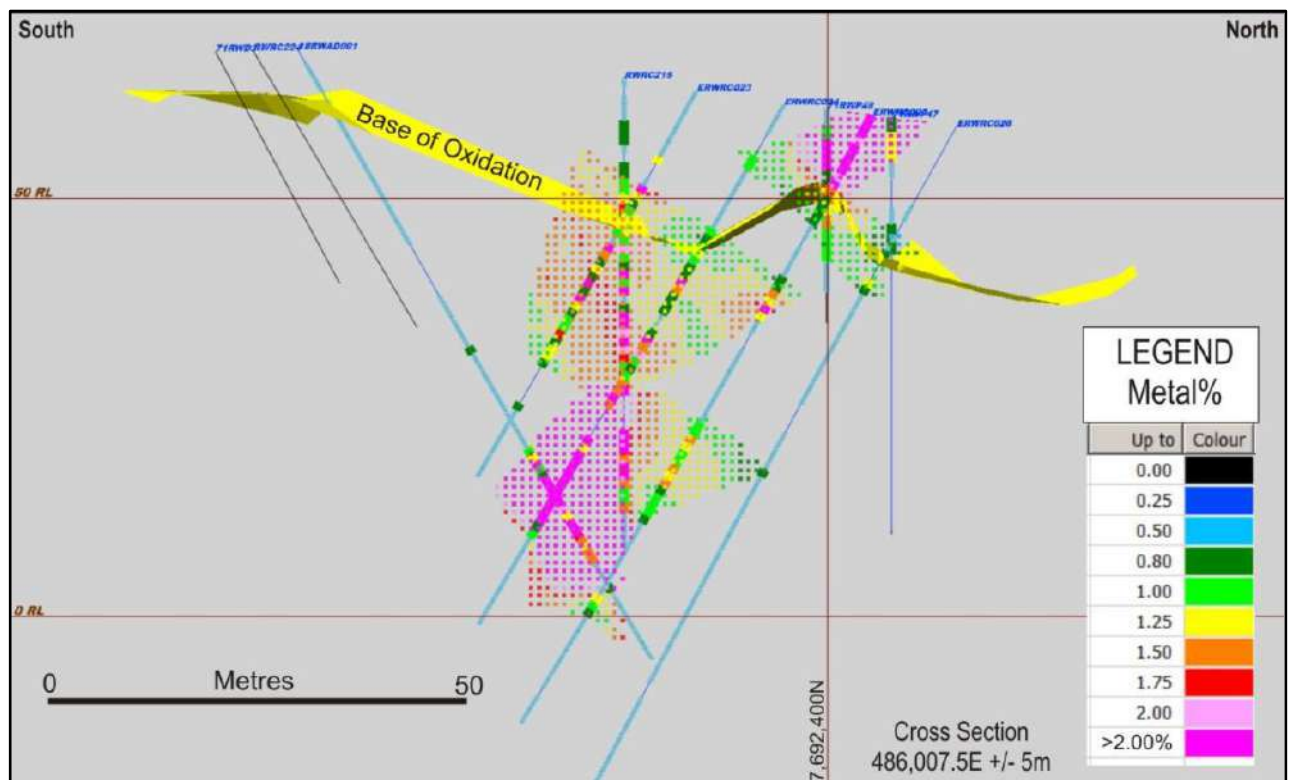 South
North
RWRC215
ERWRC023
ERWRC026
Base of Oxidation
50 RL
LEGEND
Metal%
Up to Colour
0.00
0.25
0.50
0.80
1.00
1.25
1.50
1.75
2.00
>2.00%
0 RL
0 Metres 50
7,692,400N
Cross Section
486,007.5E +/- 5m